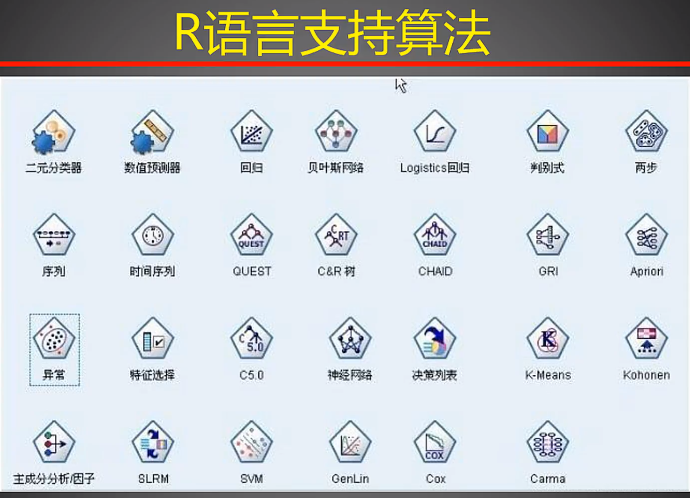 R语言支持算法
二元分类器 数值预测器 回归 贝叶斯网络 Logistics回归 判别式 两步
QUEST C RT CHAID
序列 时间序列 QUEST C&R 树 CHAID GRI Apriori
C 5.0 K
异常 特征选择 C5.0 神经网络 决策列表 K-Means Kohonen
COX
主成分分析/因子 SLRM SVM GenLin Cox Carma